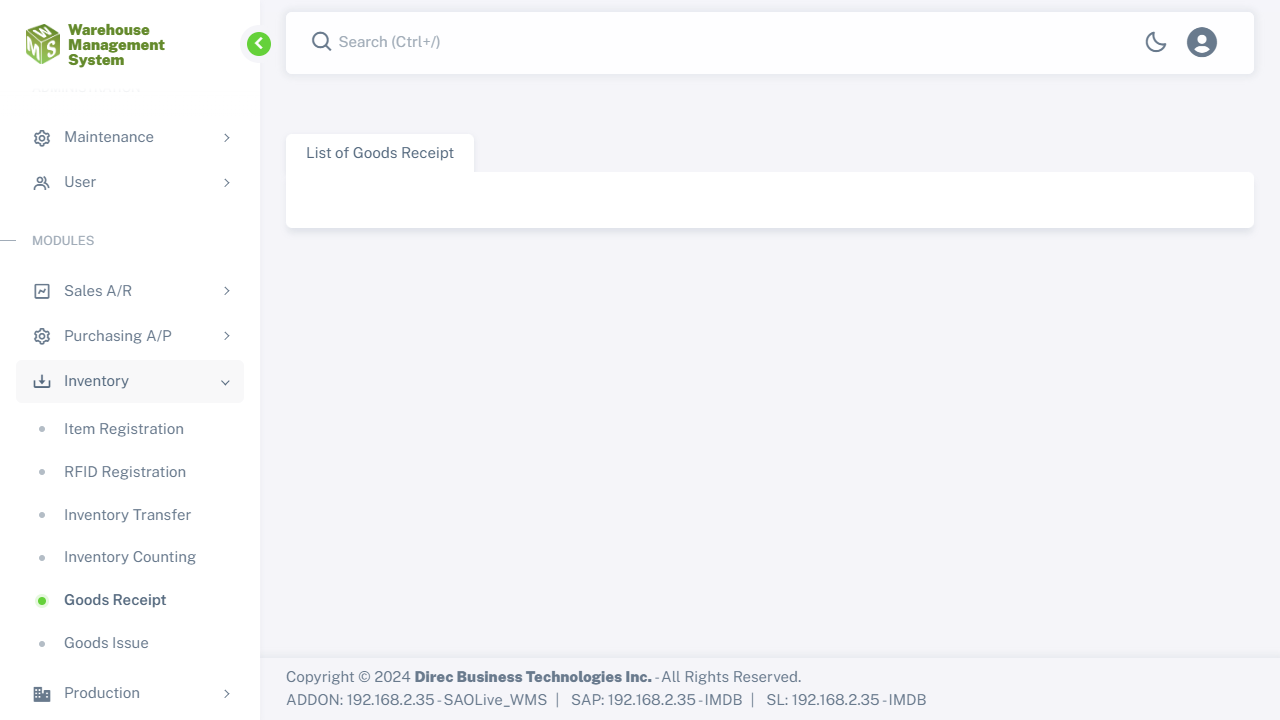 Warehouse
Management
System
Search (Ctrl+/)
Maintenance
User
MODULES
Sales A/R
Purchasing A/P
Inventory
Item Registration
RFID Registration
Inventory Transfer
Inventory Counting
Goods Receipt
Goods Issue
Production
List of Goods Receipt
Copyright © 2024 Direc Business Technologies Inc. - All Rights Reserved.
ADDON: 192.168.2.35 - SAOLive_WMS | SAP: 192.168.2.35 - IMDB | SL: 192.168.2.35 - IMDB